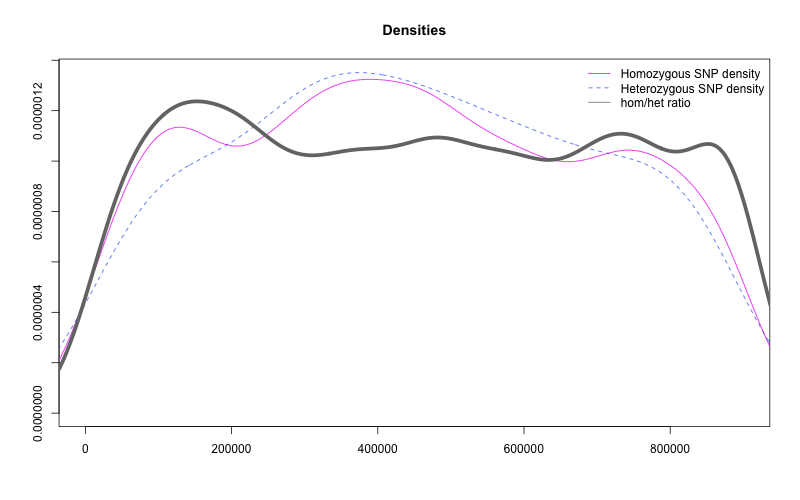 Densities
Homozygous SNP density
Heterozygous SNP density
hom/het ratio
0.0000012
0.0000008
0.0000004
0.0000000
0
200000
400000
600000
800000